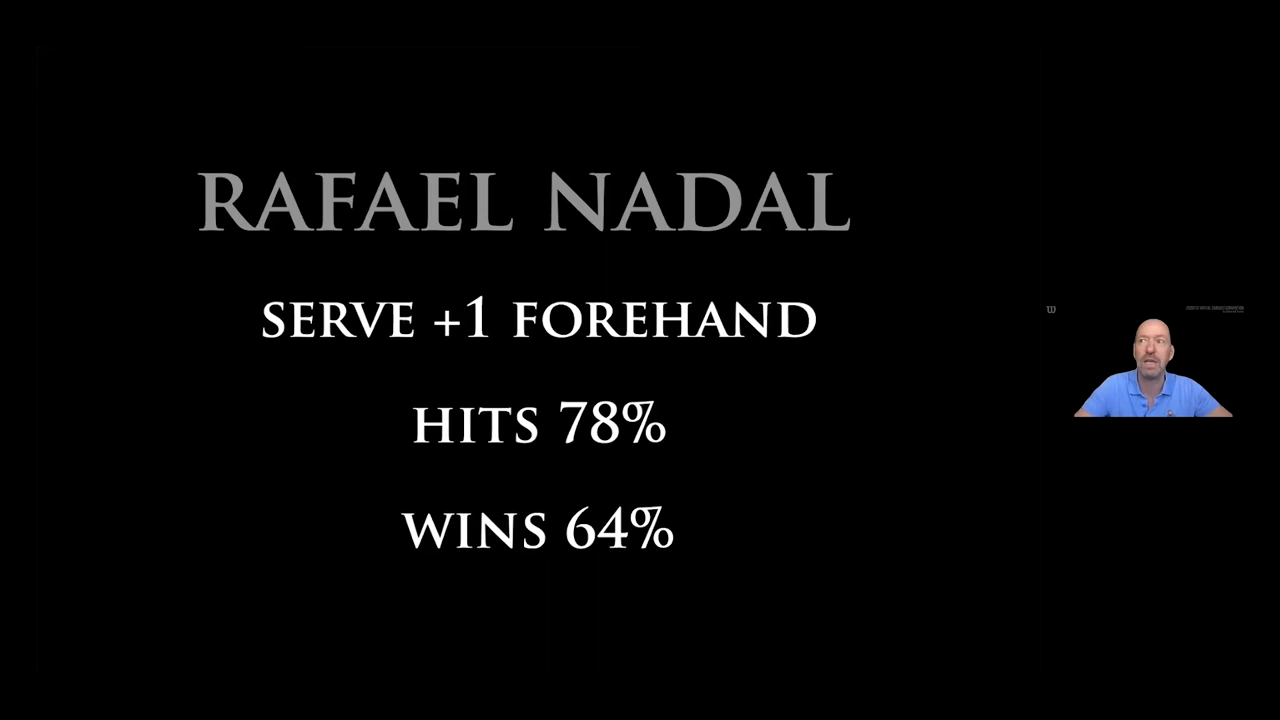 RAFAEL NADAL
SERVE +1 FOREHAND
HITS 78%
WINS 64%
W